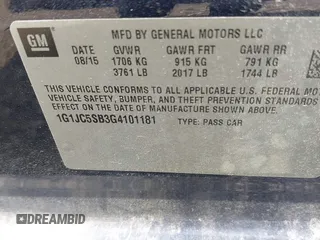 GM
MFD BY GENERAL MOTORS LLC
DATE GVWR GAWR FRT GAWR RR
08/15 1706 KG 915 KG 791 KG
3761 LB 2017 LB 1744 LB
THIS VEHICLE CONFORMS TO ALL APPLICABLE U.S. FEDERAL MOTOR VEHICLE
SAFETY, BUMPER, AND THEFT PREVENTION STANDARDS IN
EFFECT ON THE DATE OF MANUFACTURE SHOWN ABOVE.
1G1JC5SB3G4101181 TYPE: PASS CAR
DREAMBID